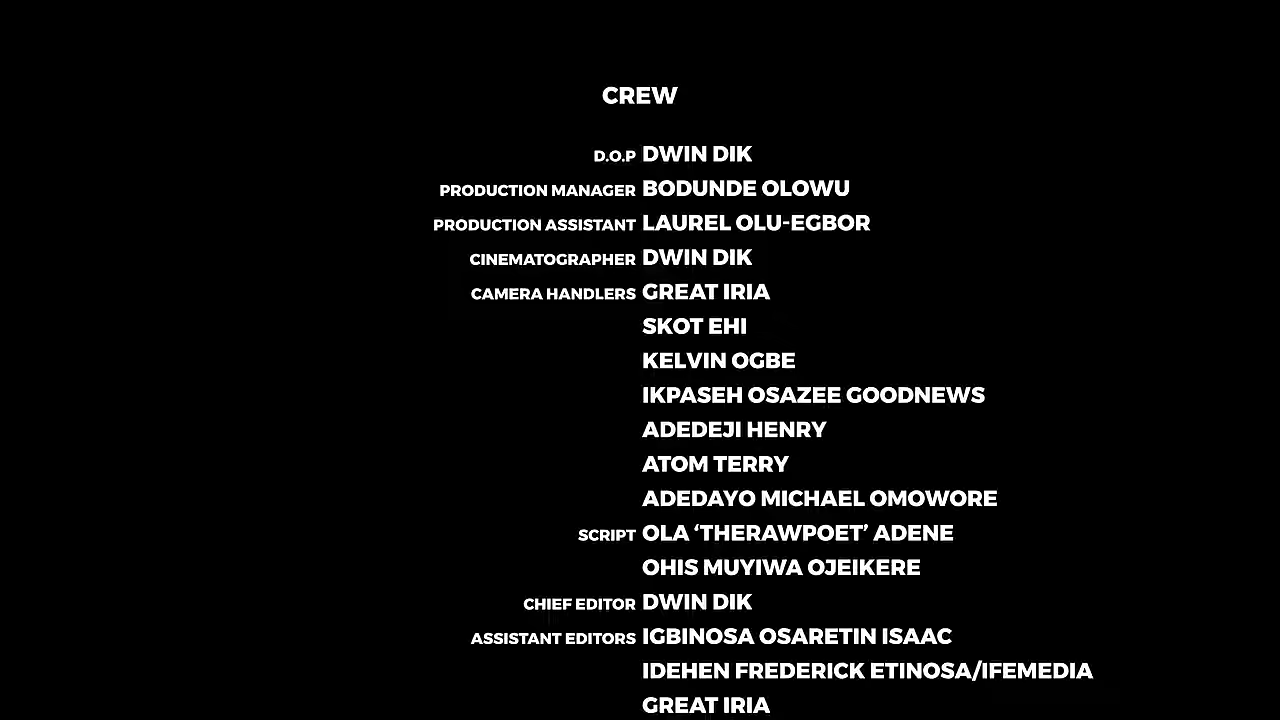 CREW
D.O.P DWIN DIK
PRODUCTION MANAGER BODUNDE OLOWU
PRODUCTION ASSISTANT LAUREL OLU-EGBOR
CINEMATOGRAPHER DWIN DIK
CAMERA HANDLERS GREAT IRIA
SKOT EHI
KELVIN OGBE
IKPASEH OSAZEE GOODNEWS
ADEDEJI HENRY
ATOM TERRY
ADEDAYO MICHAEL OMOWORE
SCRIPT OLA ‘THERAWPOET’ ADENE
OHIS MUYIWA OJEIKERE
CHIEF EDITOR DWIN DIK
ASSISTANT EDITORS IGBINOSA OSARETIN ISAAC
IDEHEN FREDERICK ETINOSA/IFEMEDIA
GREAT IRIA